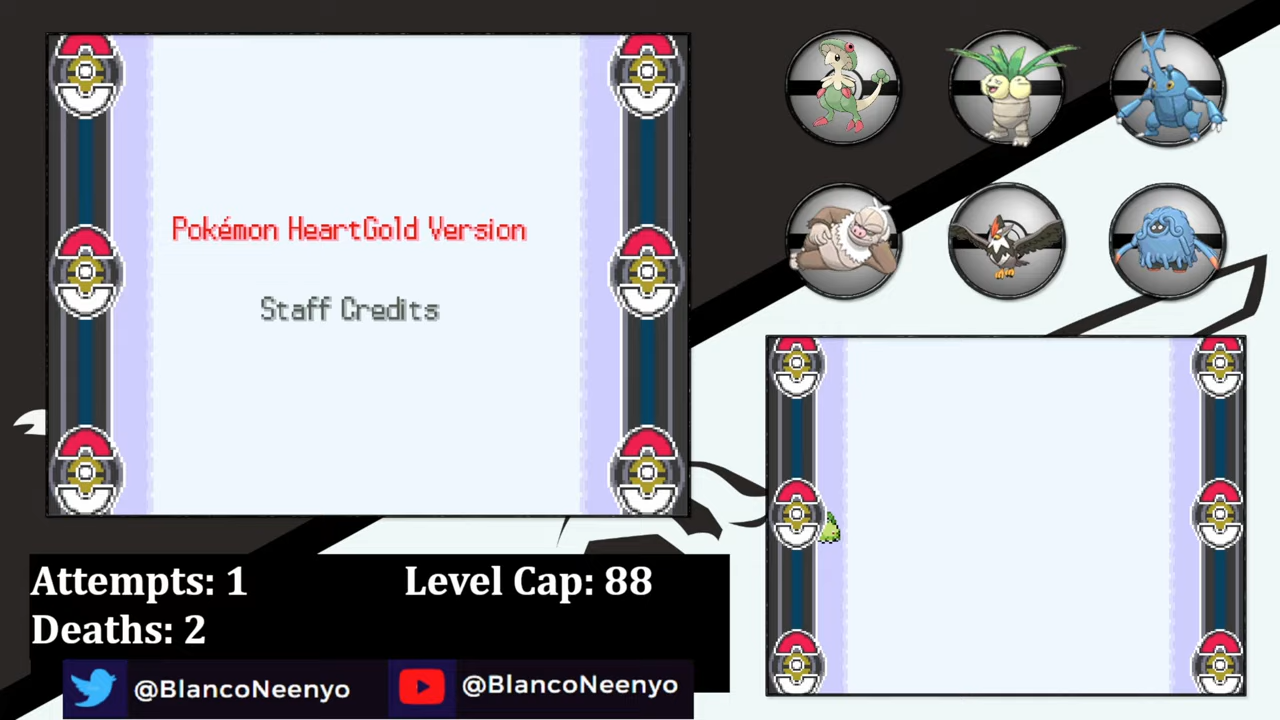 Pokémon HeartGold Version
Staff Credits
Attempts: 1 Level Cap: 88
Deaths: 2
@BlancoNeenyo @BlancoNeenyo